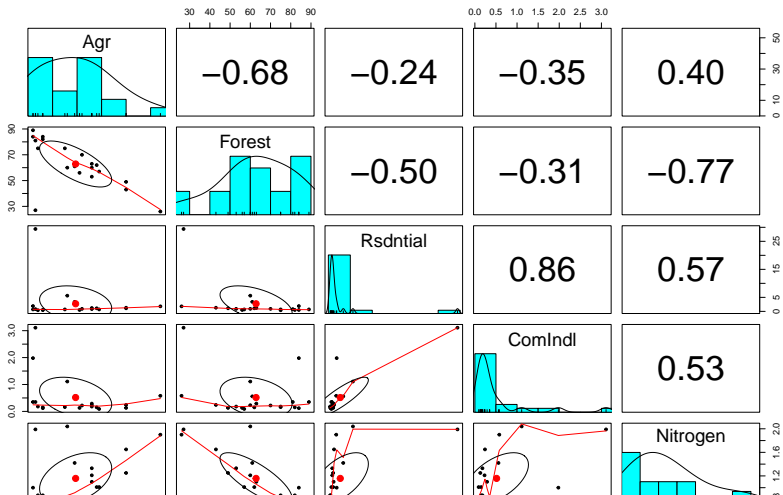 30 40 50 60 70 80 90 0.0 0.5 1.0 1.5 2.0 2.5 3.0
Agr −0.68 −0.24 −0.35 0.40 0 10 30 50
30 50 70 90 Forest −0.50 −0.31 −0.77
Rsdntial 0.86 0.57 0 5 15 25
0.0 1.0 2.0 3.0 ComIndl 0.53
Nitrogen 1.2 1.6 2.0